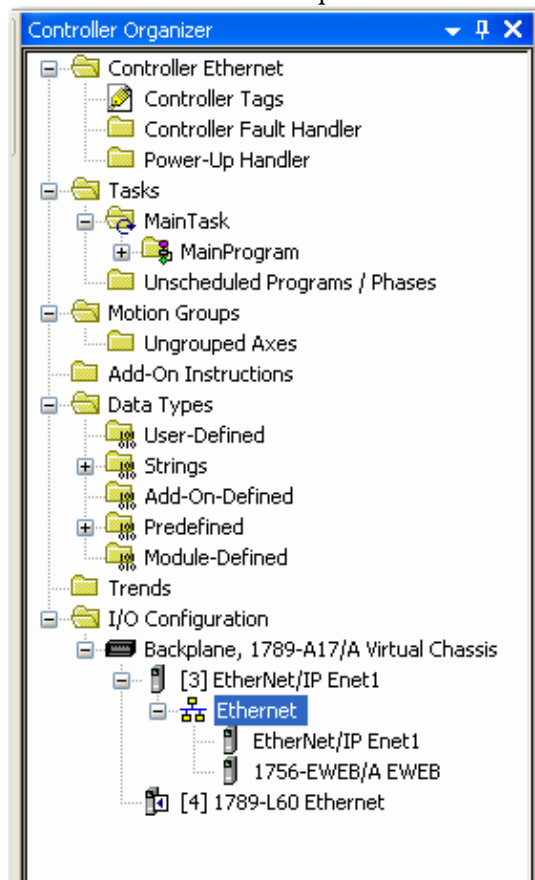 Controller Organizer
Controller Ethernet
Controller Tags
Controller Fault Handler
Power-Up Handler
Tasks
MainTask
MainProgram
Unscheduled Programs / Phases
Motion Groups
Ungrouped Axes
Add-On Instructions
Data Types
User-Defined
Strings
Add-On-Defined
Predefined
Module-Defined
Trends
I/O Configuration
Backplane, 1789-A17/A Virtual Chassis
[3] EtherNet/IP Enet1
Ethernet
EtherNet/IP Enet1
1756-EWEB/A EWEB
[4] 1789-L60 Ethernet